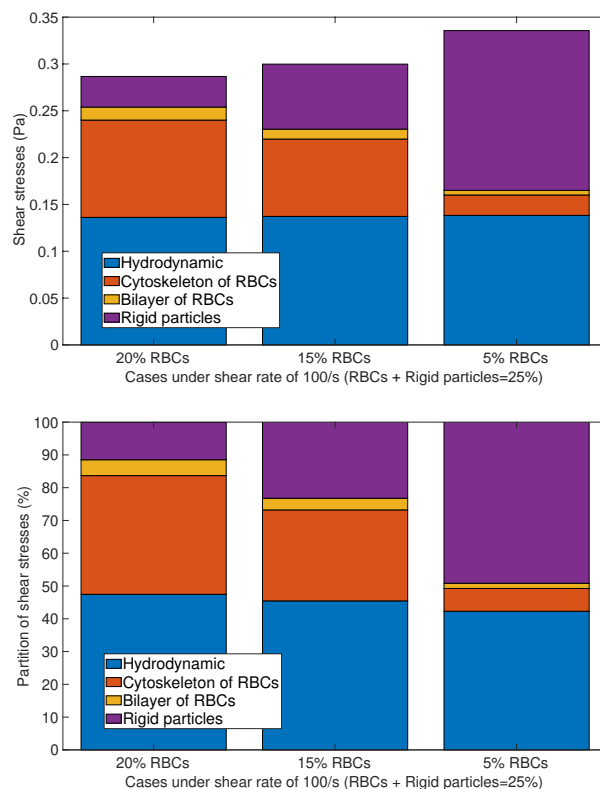 0.35
0.3
0.25
0.2
0.15
0.1
0.05
0
Shear stresses (Pa)
Hydrodynamic
Cytoskeleton of RBCs
Bilayer of RBCs
Rigid particles
20% RBCs
15% RBCs
5% RBCs
Cases under shear rate of 100/s (RBCs + Rigid particles=25%)
100
90
80
70
60
50
40
30
20
10
0
Partition of shear stresses (%)
Hydrodynamic
Cytoskeleton of RBCs
Bilayer of RBCs
Rigid particles
20% RBCs
15% RBCs
5% RBCs
Cases under shear rate of 100/s (RBCs + Rigid particles=25%)